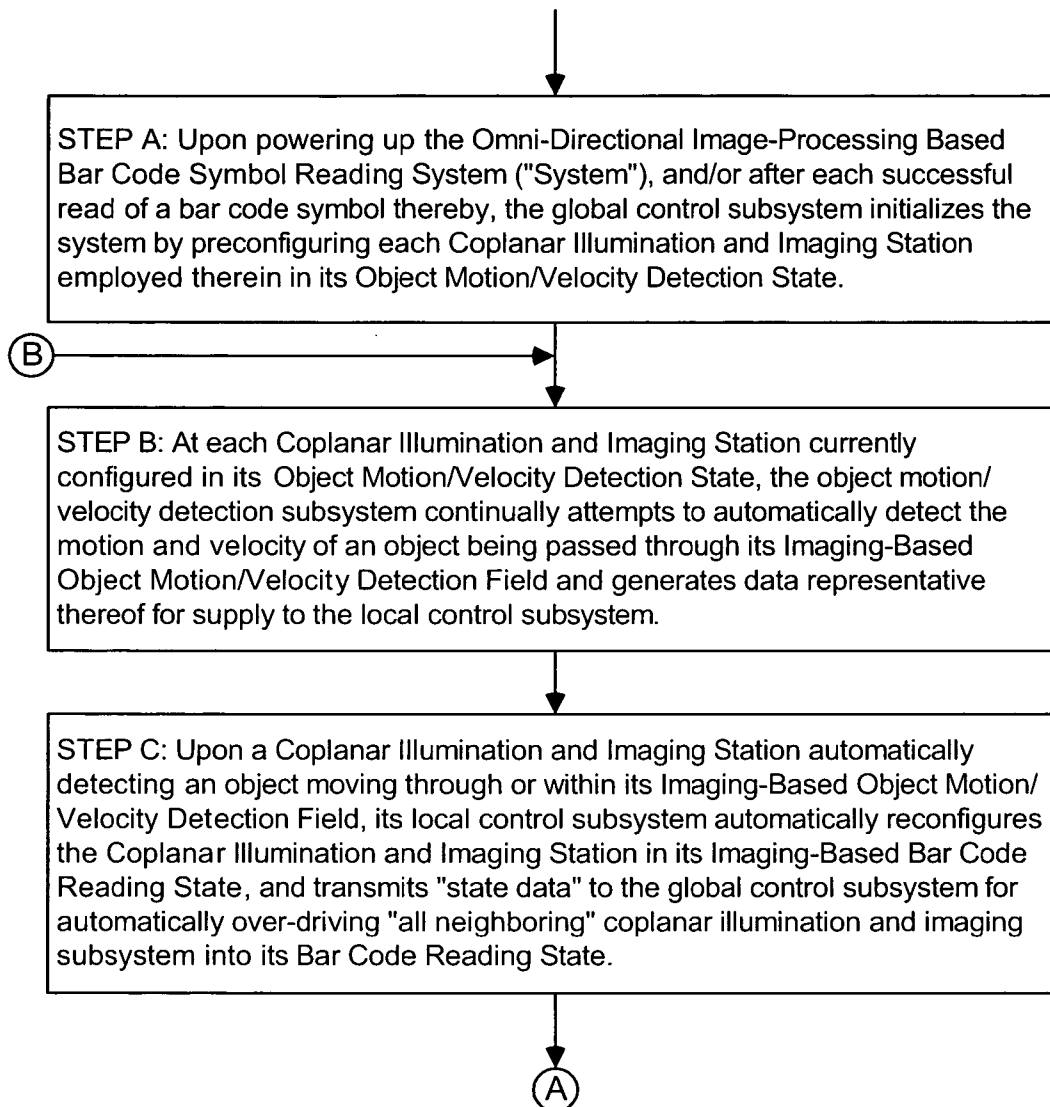 STEP A: Upon powering up the Omni-Directional Image-Processing Based
Bar Code Symbol Reading System ("System"), and/or after each successful
read of a bar code symbol thereby, the global control subsystem initializes the
system by preconfiguring each Coplanar Illumination and Imaging Station
employed therein in its Object Motion/Velocity Detection State.
B
STEP B: At each Coplanar Illumination and Imaging Station currently
configured in its Object Motion/Velocity Detection State, the object motion/
velocity detection subsystem continually attempts to automatically detect the
motion and velocity of an object being passed through its Imaging-Based
Object Motion/Velocity Detection Field and generates data representative
thereof for supply to the local control subsystem.
STEP C: Upon a Coplanar Illumination and Imaging Station automatically
detecting an object moving through or within its Imaging-Based Object Motion/
Velocity Detection Field, its local control subsystem automatically reconfigures
the Coplanar Illumination and Imaging Station in its Imaging-Based Bar Code
Reading State, and transmits "state data" to the global control subsystem for
automatically over-driving "all neighboring" coplanar illumination and imaging
subsystem into its Bar Code Reading State.
A